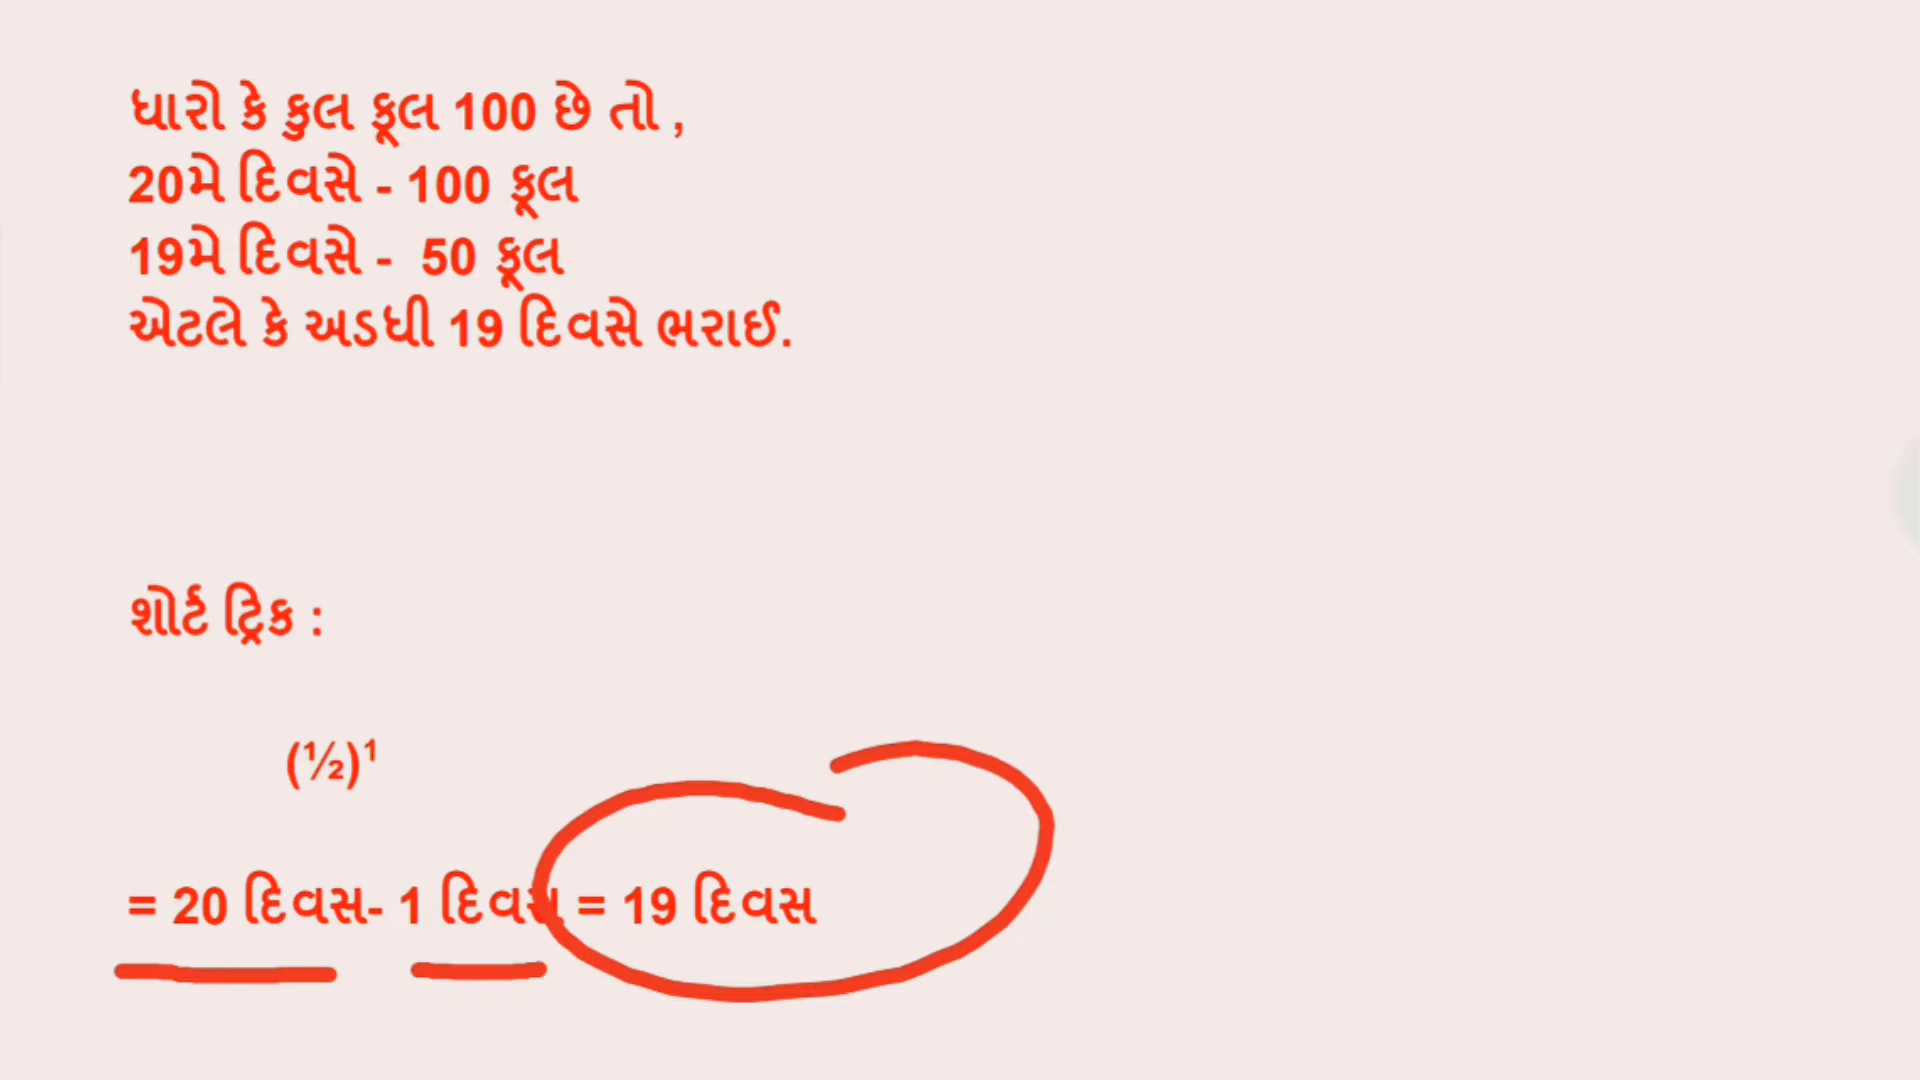 ધારો કે કુલ ફૂલ 100 છે તો ,
20મે દિવસે - 100 ફૂલ
19મે દિવસે - 50 ફૂલ
એટલે કે અડધી 19 દિવસે ભરાઈ.
શોર્ટ ટ્રિક :
(½)¹
= 20 દિવસ- 1 દિવસ = 19 દિવસ